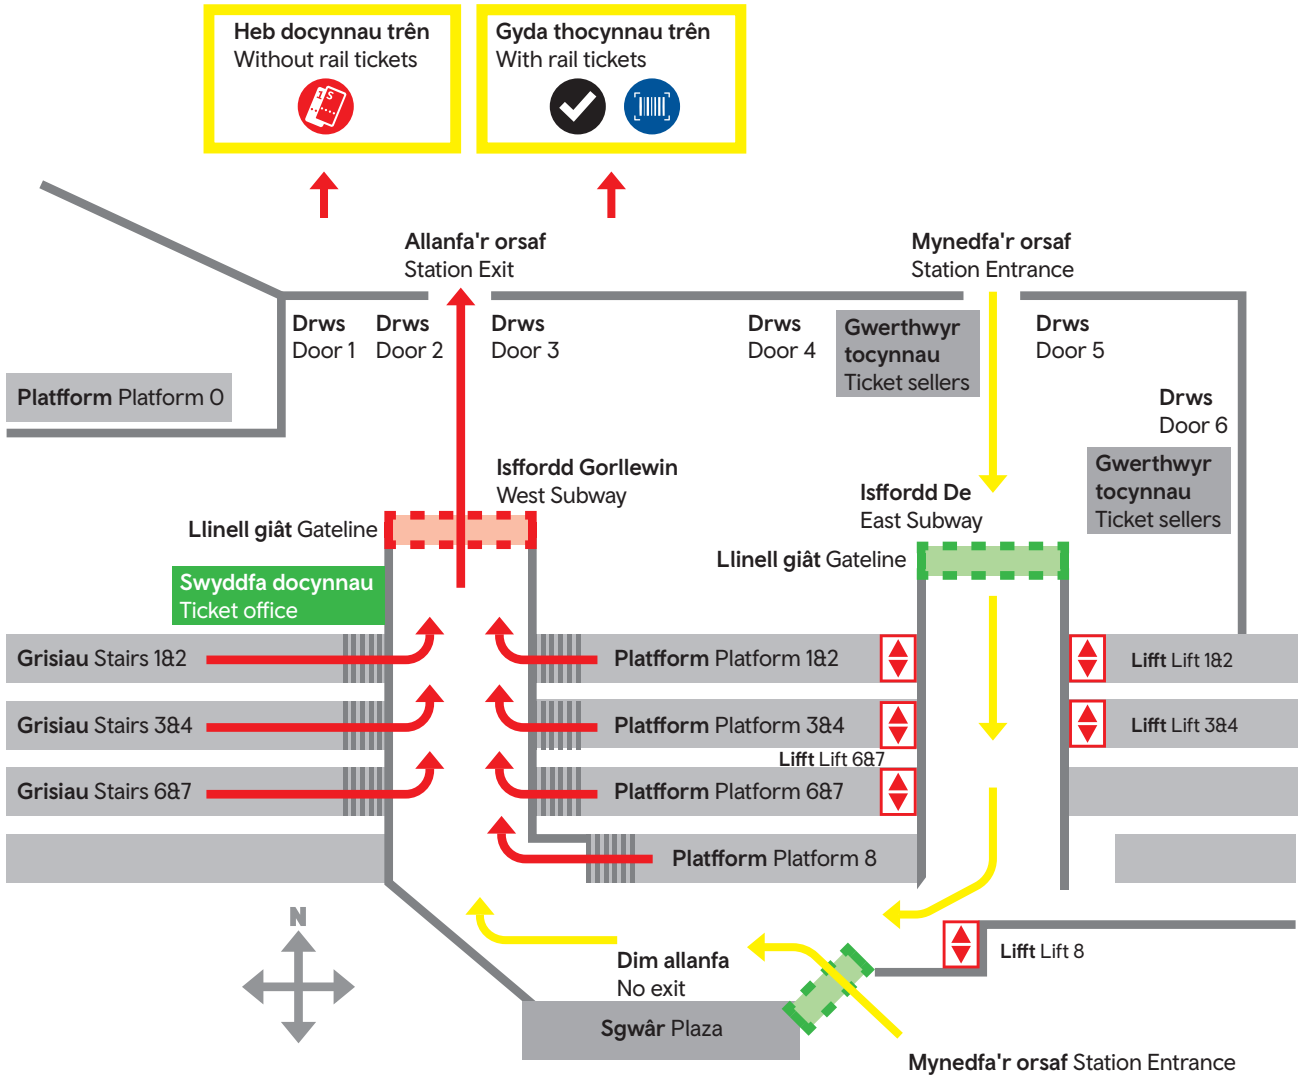 Heb docynnau trên
Without rail tickets
Gyda thocynnau trên
With rail tickets
Allanfa'r orsaf
Station Exit
Mynedfa'r orsaf
Station Entrance
Drws
Door 1
Drws
Door 2
Drws
Door 3
Drws
Door 4
Gwerthwyr
tocynnau
Ticket sellers
Drws
Door 5
Platfform Platform 0
Drws
Door 6
Gwerthwyr
tocynnau
Ticket sellers
Isffordd Gorllewin
West Subway
Isffordd De
East Subway
Llinell giât Gateline
Llinell giât Gateline
Swyddfa docynnau
Ticket office
Grisiau Stairs 1&2
Platfform Platform 1&2
Lifft Lift 1&2
Grisiau Stairs 3&4
Platfform Platform 3&4
Lifft Lift 3&4
Lifft Lift 6&7
Grisiau Stairs 6&7
Platfform Platform 6&7
Platfform Platform 8
N
Lifft Lift 8
Dim allanfa
No exit
Sgwâr Plaza
Mynedfa'r orsaf Station Entrance